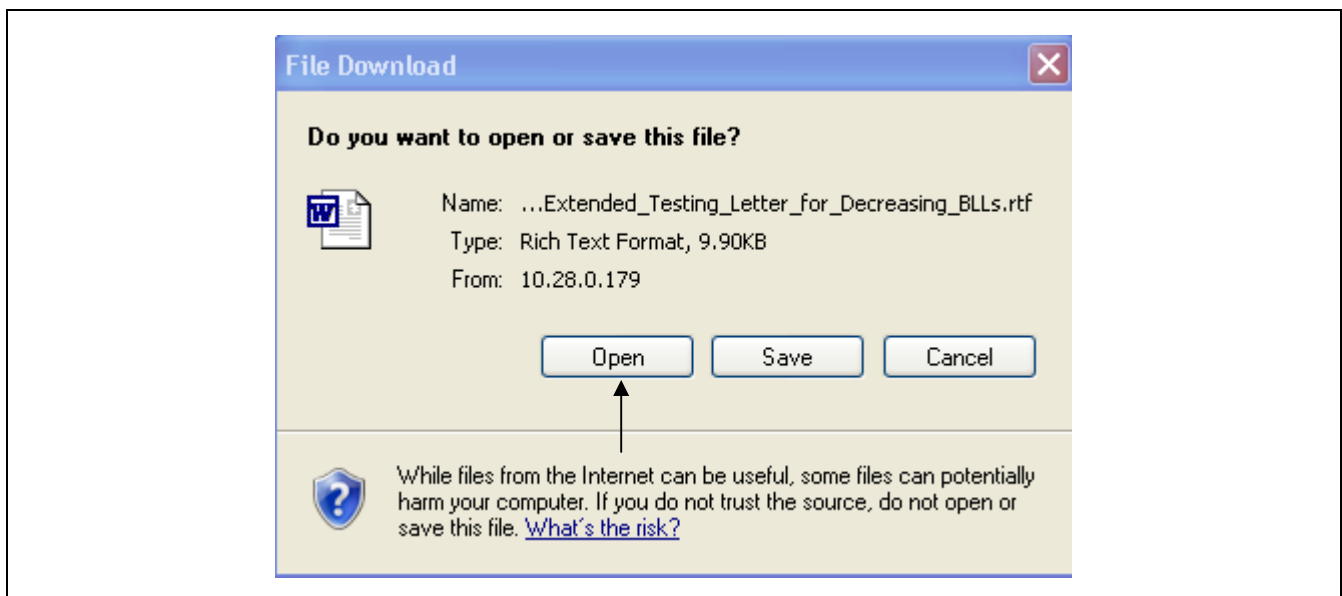 File Download
Do you want to open or save this file?
Name: ...Extended_Testing_Letter_for_Decreasing_BLLs.rtf
Type: Rich Text Format, 9.90KB
From: 10.28.0.179
Open Save Cancel
While files from the Internet can be useful, some files can potentially
harm your computer. If you do not trust the source, do not open or
save this file. What's the risk?